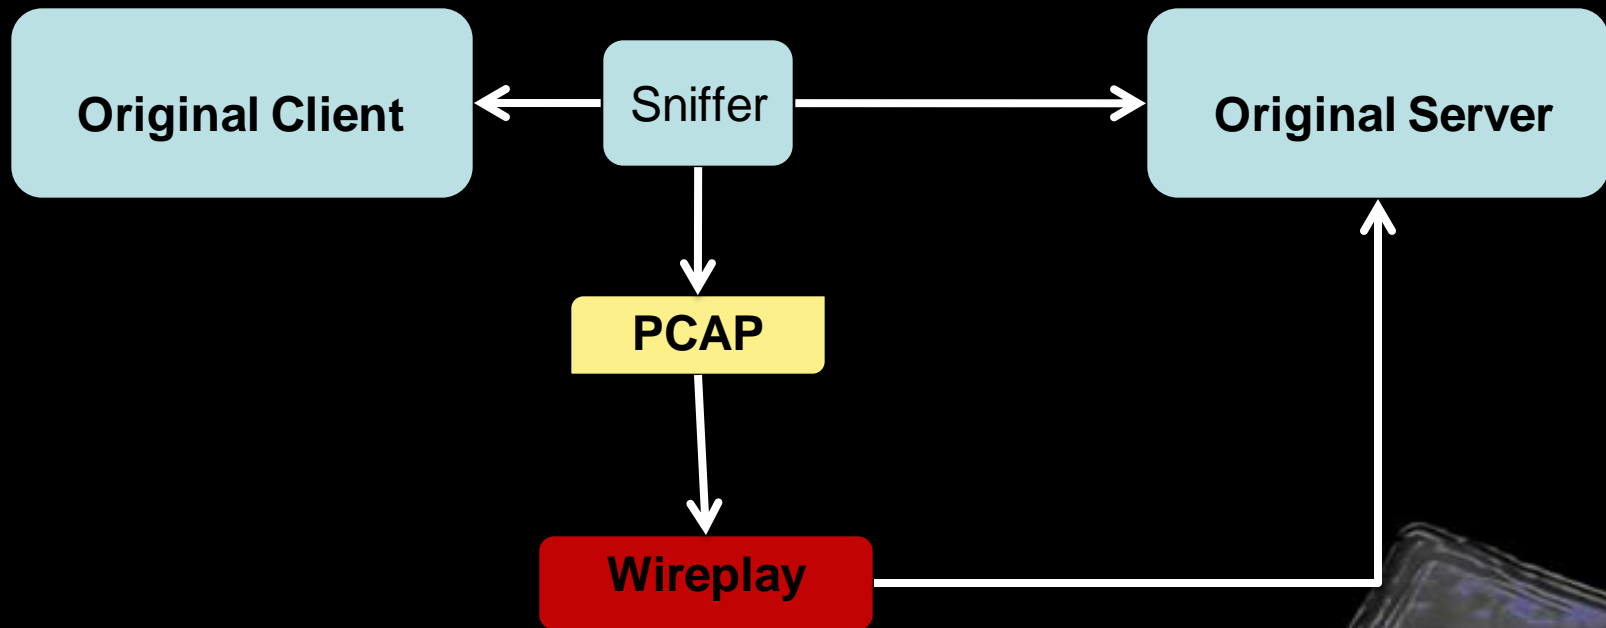 Original Client
Sniffer
Original Server
PCAP
Wireplay